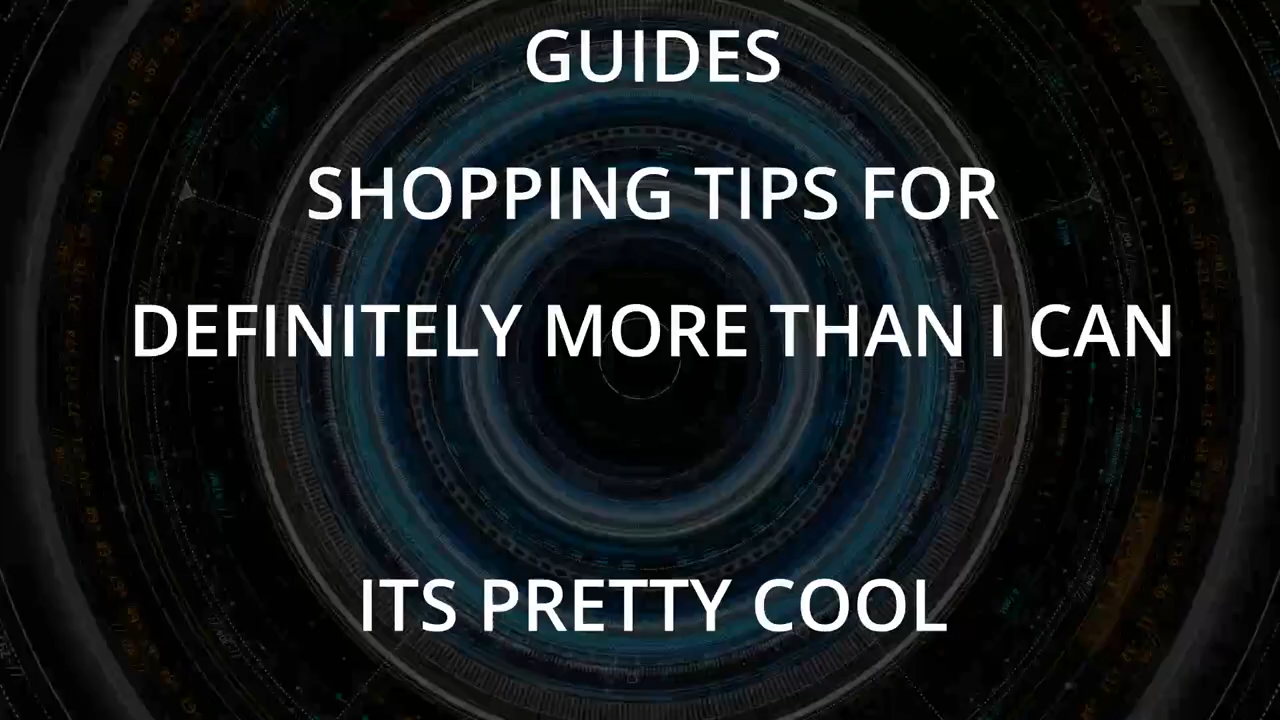 GUIDES
SHOPPING TIPS FOR
DEFINITELY MORE THAN I CAN
ITS PRETTY COOL